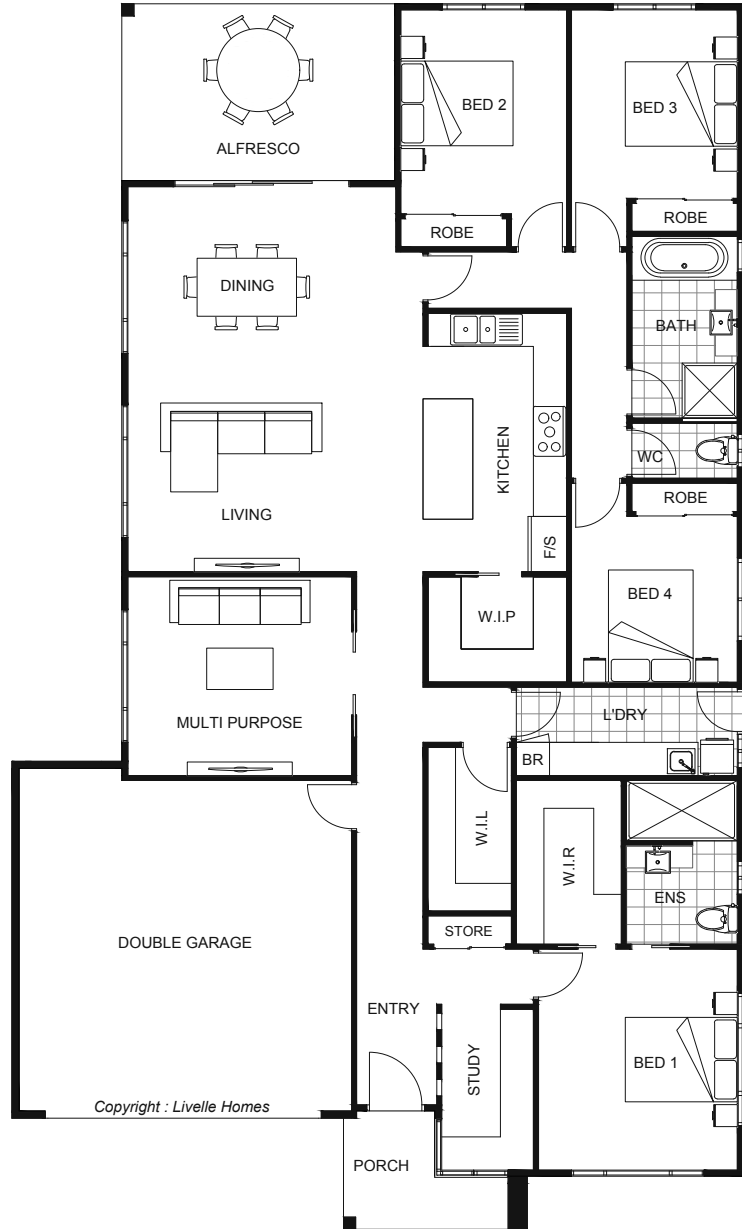 BED 2
BED 3
ALFRESCO
ROBE
ROBE
DINING
BATH
KITCHEN
WC
ROBE
LIVING
F/S
BED 4
W.I.P
L'DRY
MULTI PURPOSE
BR
W.I.L
W.I.R
ENS
STORE
DOUBLE GARAGE
ENTRY
STUDY
BED 1
Copyright : Livelle Homes
PORCH